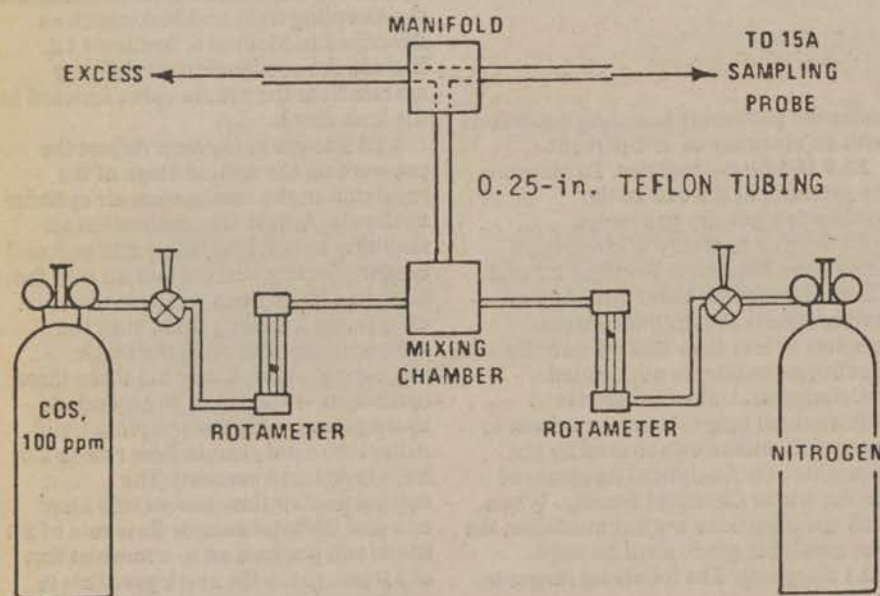 MANIFOLD
EXCESS
TO 15A
SAMPLING
PROBE
0.25-in. TEFLON TUBING
MIXING
CHAMBER
COS,
100 ppm
ROTAMETER
ROTAMETER
NITROGEN